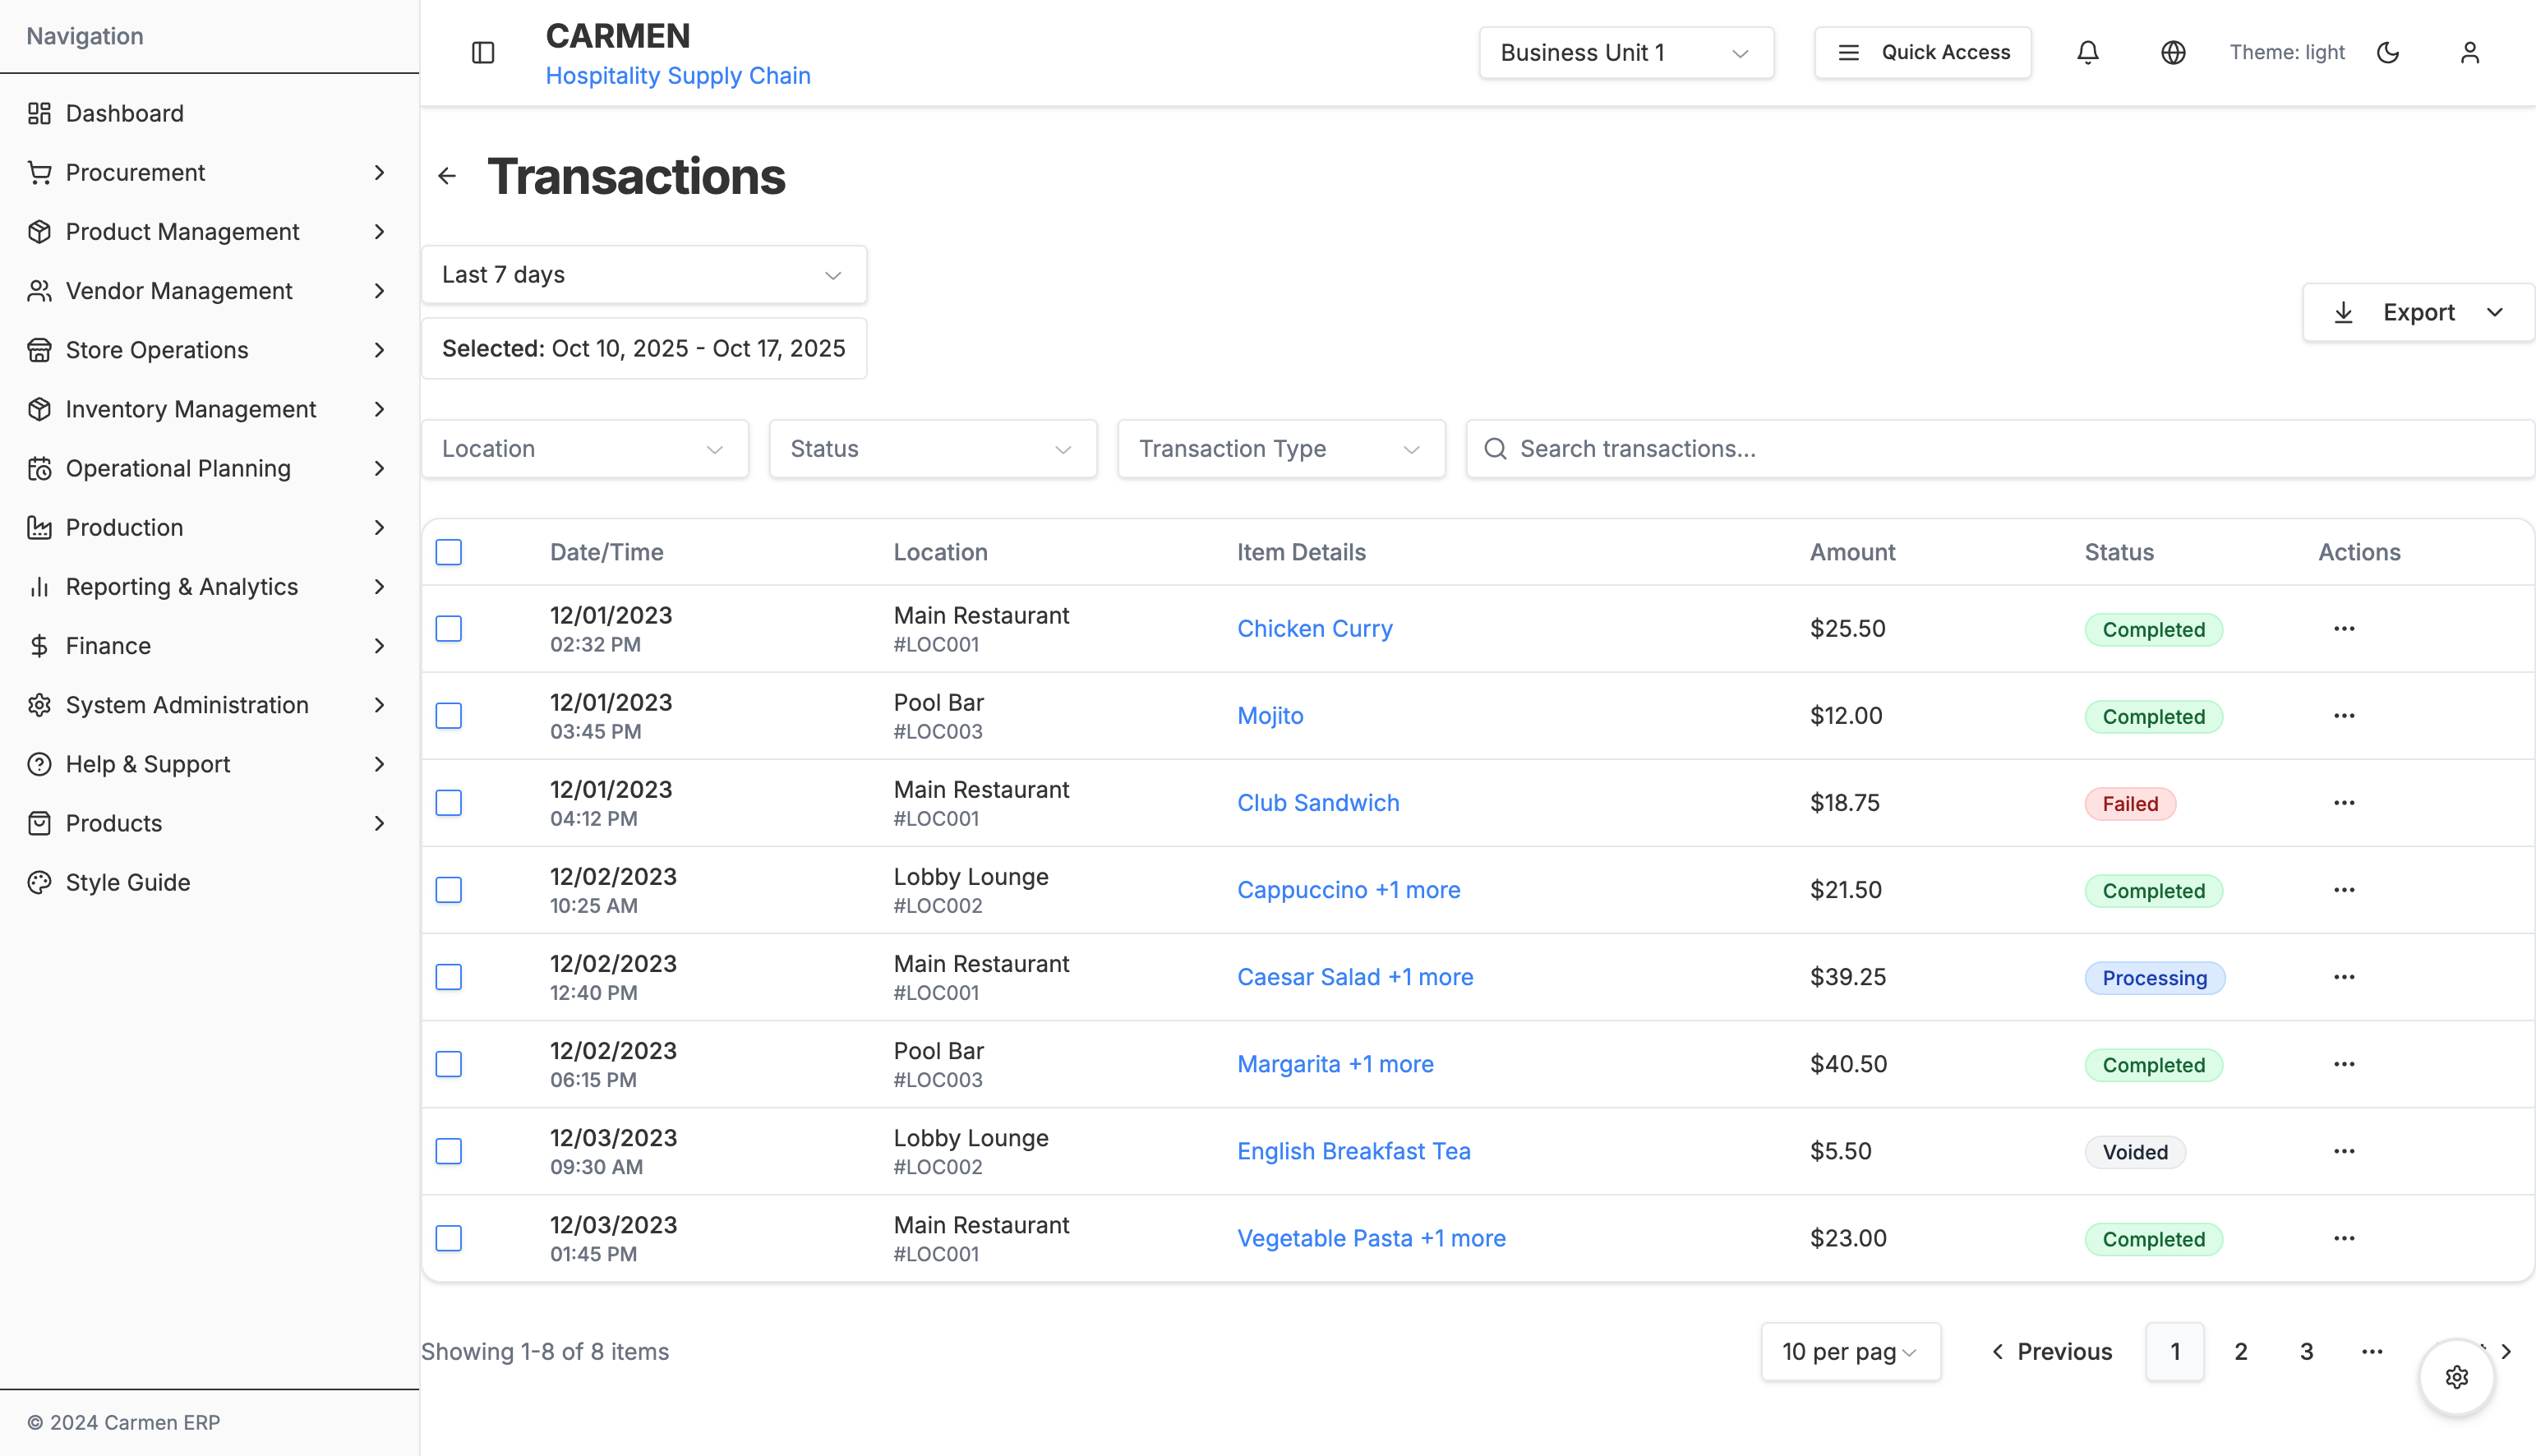 Navigation
Dashboard
Procurement
Product Management
Vendor Management
Store Operations
Inventory Management
Operational Planning
Production
Reporting & Analytics
Finance
System Administration
Help & Support
Products
Style Guide
© 2024 Carmen ERP
CARMEN
Hospitality Supply Chain
Business Unit 1
Quick Access
Theme: light
Transactions
Last 7 days
Selected: Oct 10, 2025 - Oct 17, 2025
Export
Location
Status
Transaction Type
Search transactions...
Date/Time Location Item Details Amount Status Actions
12/01/2023 Main Restaurant Chicken Curry $25.50 Completed
02:32 PM #LOC001
12/01/2023 Pool Bar Mojito $12.00 Completed
03:45 PM #LOC003
12/01/2023 Main Restaurant Club Sandwich $18.75 Failed
04:12 PM #LOC001
12/02/2023 Lobby Lounge Cappuccino +1 more $21.50 Completed
10:25 AM #LOC002
12/02/2023 Main Restaurant Caesar Salad +1 more $39.25 Processing
12:40 PM #LOC001
12/02/2023 Pool Bar Margarita +1 more $40.50 Completed
06:15 PM #LOC003
12/03/2023 Lobby Lounge English Breakfast Tea $5.50 Voided
09:30 AM #LOC002
12/03/2023 Main Restaurant Vegetable Pasta +1 more $23.00 Completed
01:45 PM #LOC001
Showing 1-8 of 8 items
10 per pag
Previous 1 2 3 ...